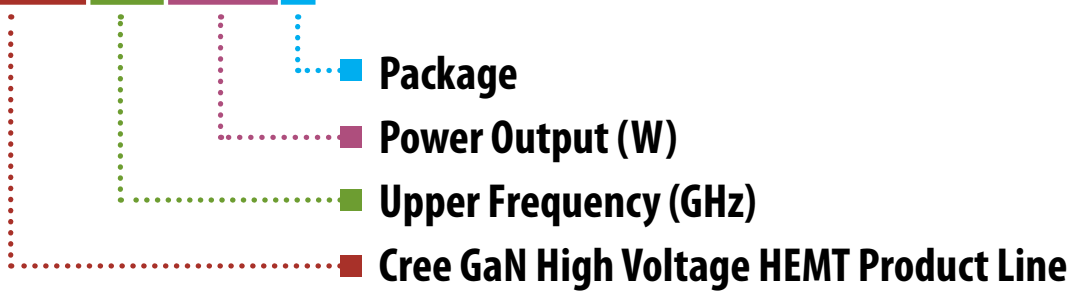 Package
Power Output (W)
Upper Frequency (GHz)
Cree GaN High Voltage HEMT Product Line